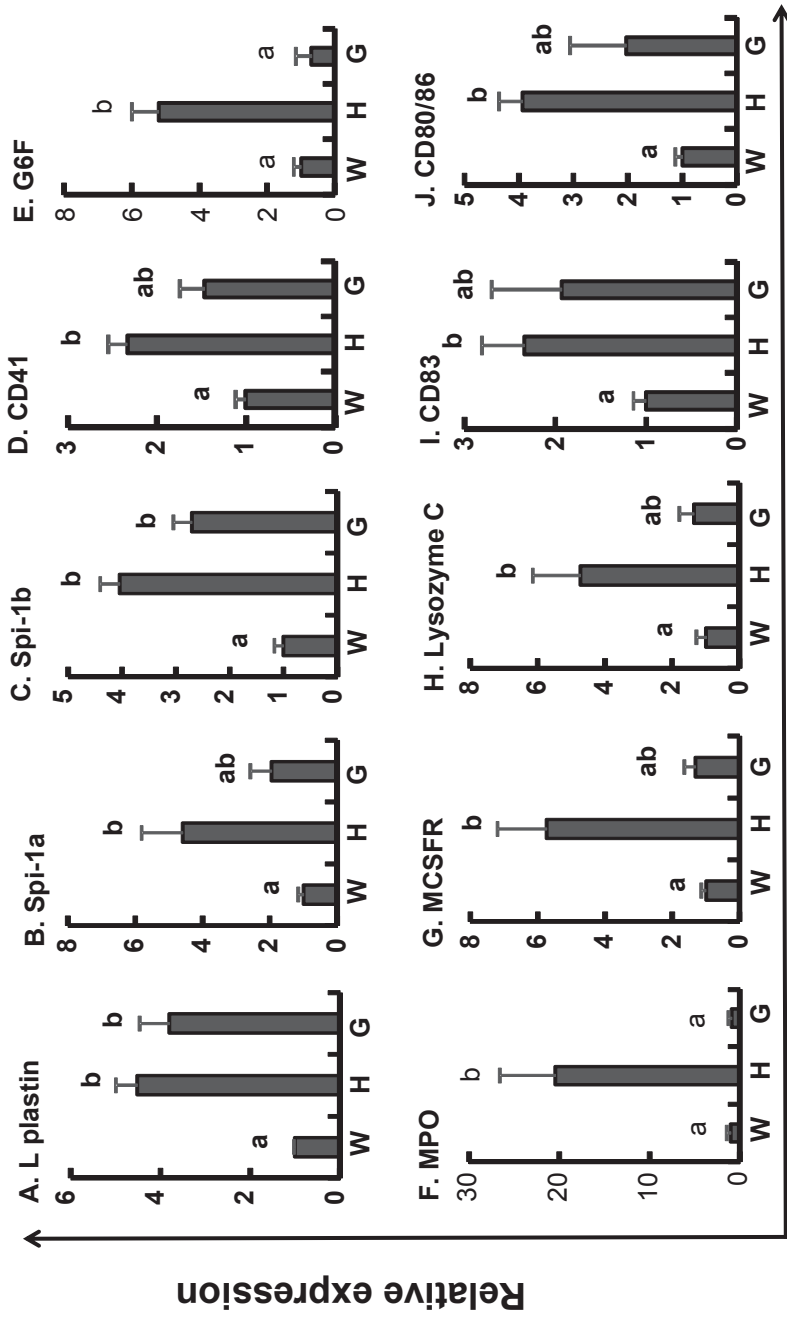 Relative expression
A. L plastin
6
4
2
0
a
b
b
W H G
B. Spi-1a
8
6
4
2
0
a
b
ab
W H G
C. Spi-1b
5
4
3
2
1
0
a
b
b
W H G
D. CD41
3
2
1
0
a
b
ab
W H G
E. G6F
8
6
4
2
0
a
b
a
W H G
F. MPO
30
20
10
0
a
b
a
W H G
G. MCSFR
8
6
4
2
0
a
b
ab
W H G
H. Lysozyme C
8
6
4
2
0
a
b
ab
W H G
I. CD83
3
2
1
0
a
b
ab
W H G
J. CD80/86
5
4
3
2
1
0
a
b
ab
W H G